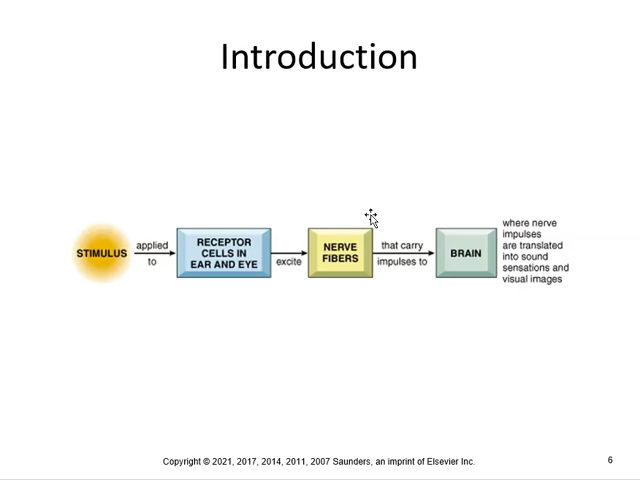 Introduction
STIMULUS
applied
to
RECEPTOR
CELLS IN
EAR AND EYE
excite
NERVE
FIBERS
that carry
impulses to
BRAIN
where nerve
impulses
are translated
into sound
sensations and
visual images
Copyright © 2021, 2017, 2014, 2011, 2007 Saunders, an imprint of Elsevier Inc.
6